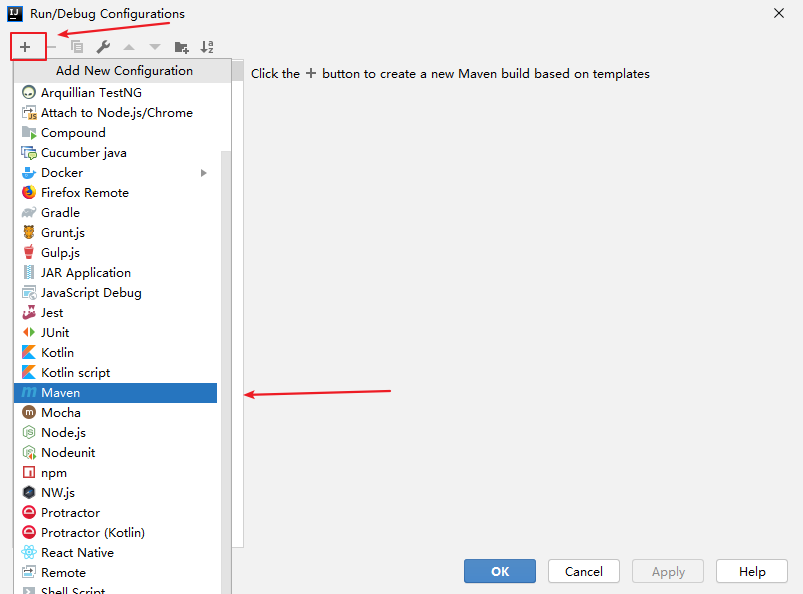 Run/Debug Configurations
Add New Configuration
Click the + button to create a new Maven build based on templates
Arquillian TestNG
Attach to Node.js/Chrome
Compound
Cucumber java
Docker
Firefox Remote
Gradle
Grunt.js
Gulp.js
JAR Application
JavaScript Debug
Jest
JUnit
Kotlin
Kotlin script
Maven
Mocha
Node.js
Nodeunit
npm
NW.js
Protractor
Protractor (Kotlin)
React Native
Remote
Shell Script
OK
Cancel
Apply
Help